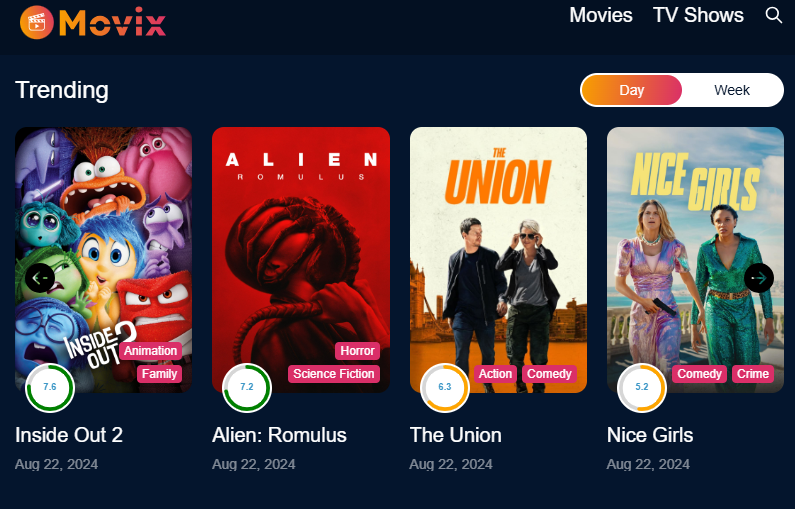 Movix
Movies TV Shows
Trending
Day Week
INSIDE OUT 2
Animation
Family
7.6
Inside Out 2
Aug 22, 2024
ALIEN
ROMULUS
Horror
Science Fiction
7.2
Alien: Romulus
Aug 22, 2024
THE
UNION
Action Comedy
6.3
The Union
Aug 22, 2024
NICE GIRLS
Comedy Crime
5.2
Nice Girls
Aug 22, 2024